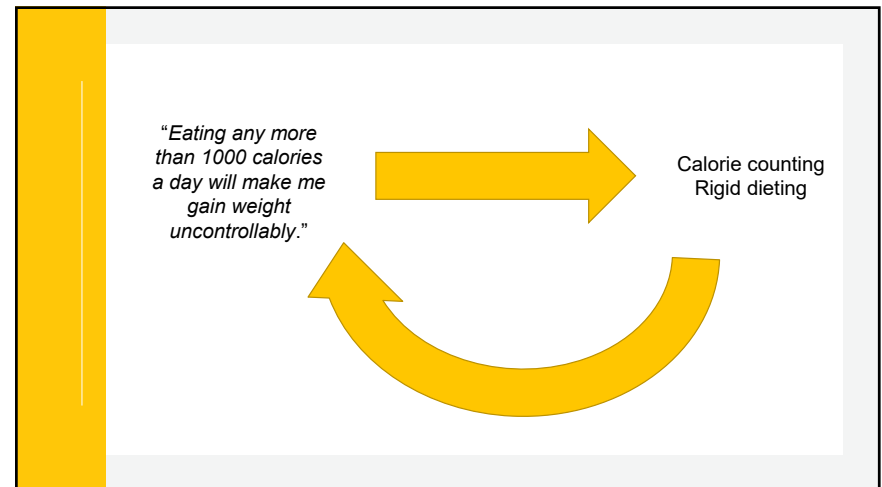 “Eating any more
than 1000 calories
a day will make me
gain weight
uncontrollably.”
Calorie counting
Rigid dieting